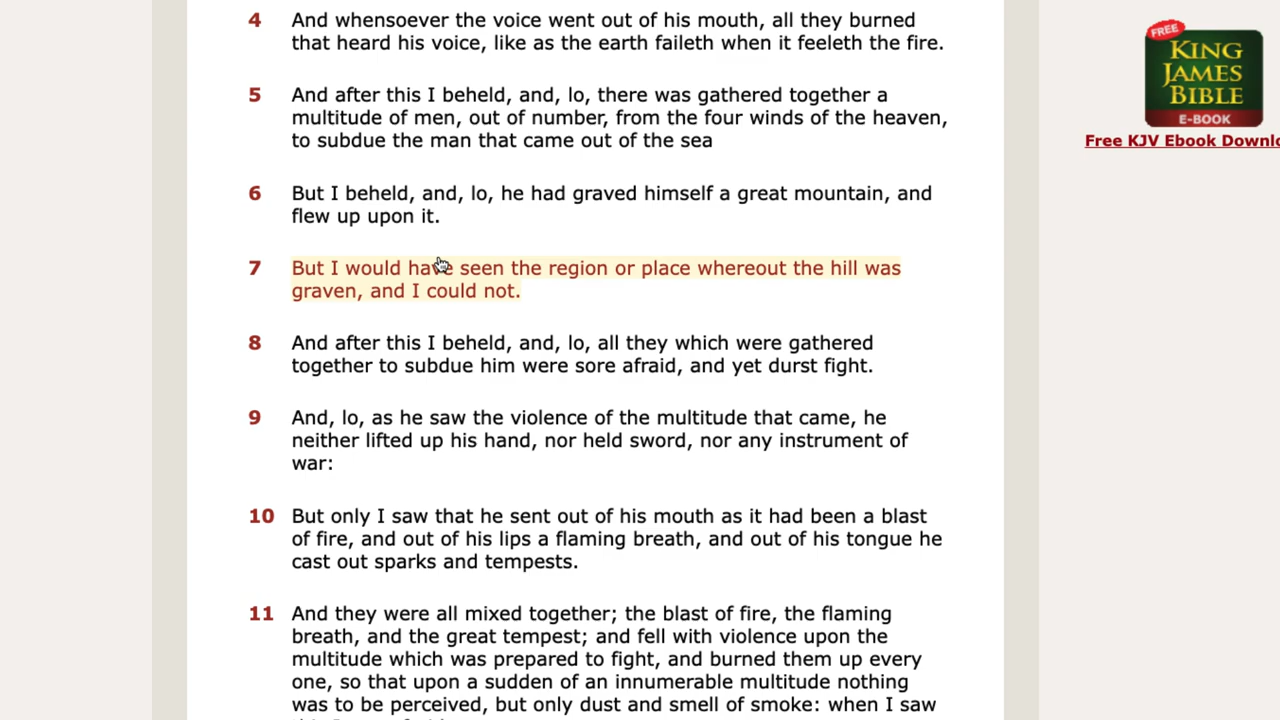 4 And whensoever the voice went out of his mouth, all they burned
that heard his voice, like as the earth faileth when it feeleth the fire.
5 And after this I beheld, and, lo, there was gathered together a
multitude of men, out of number, from the four winds of the heaven,
to subdue the man that came out of the sea
6 But I beheld, and, lo, he had graved himself a great mountain, and
flew up upon it.
7 But I would have seen the region or place whereout the hill was
graven, and I could not.
8 And after this I beheld, and, lo, all they which were gathered
together to subdue him were sore afraid, and yet durst fight.
9 And, lo, as he saw the violence of the multitude that came, he
neither lifted up his hand, nor held sword, nor any instrument of
war:
10 But only I saw that he sent out of his mouth as it had been a blast
of fire, and out of his lips a flaming breath, and out of his tongue he
cast out sparks and tempests.
11 And they were all mixed together; the blast of fire, the flaming
breath, and the great tempest; and fell with violence upon the
multitude which was prepared to fight, and burned them up every
one, so that upon a sudden of an innumerable multitude nothing
was to be perceived, but only dust and smell of smoke: when I saw
FREE
KING
JAMES
BIBLE
E-BOOK
Free KJV Ebook Downlo